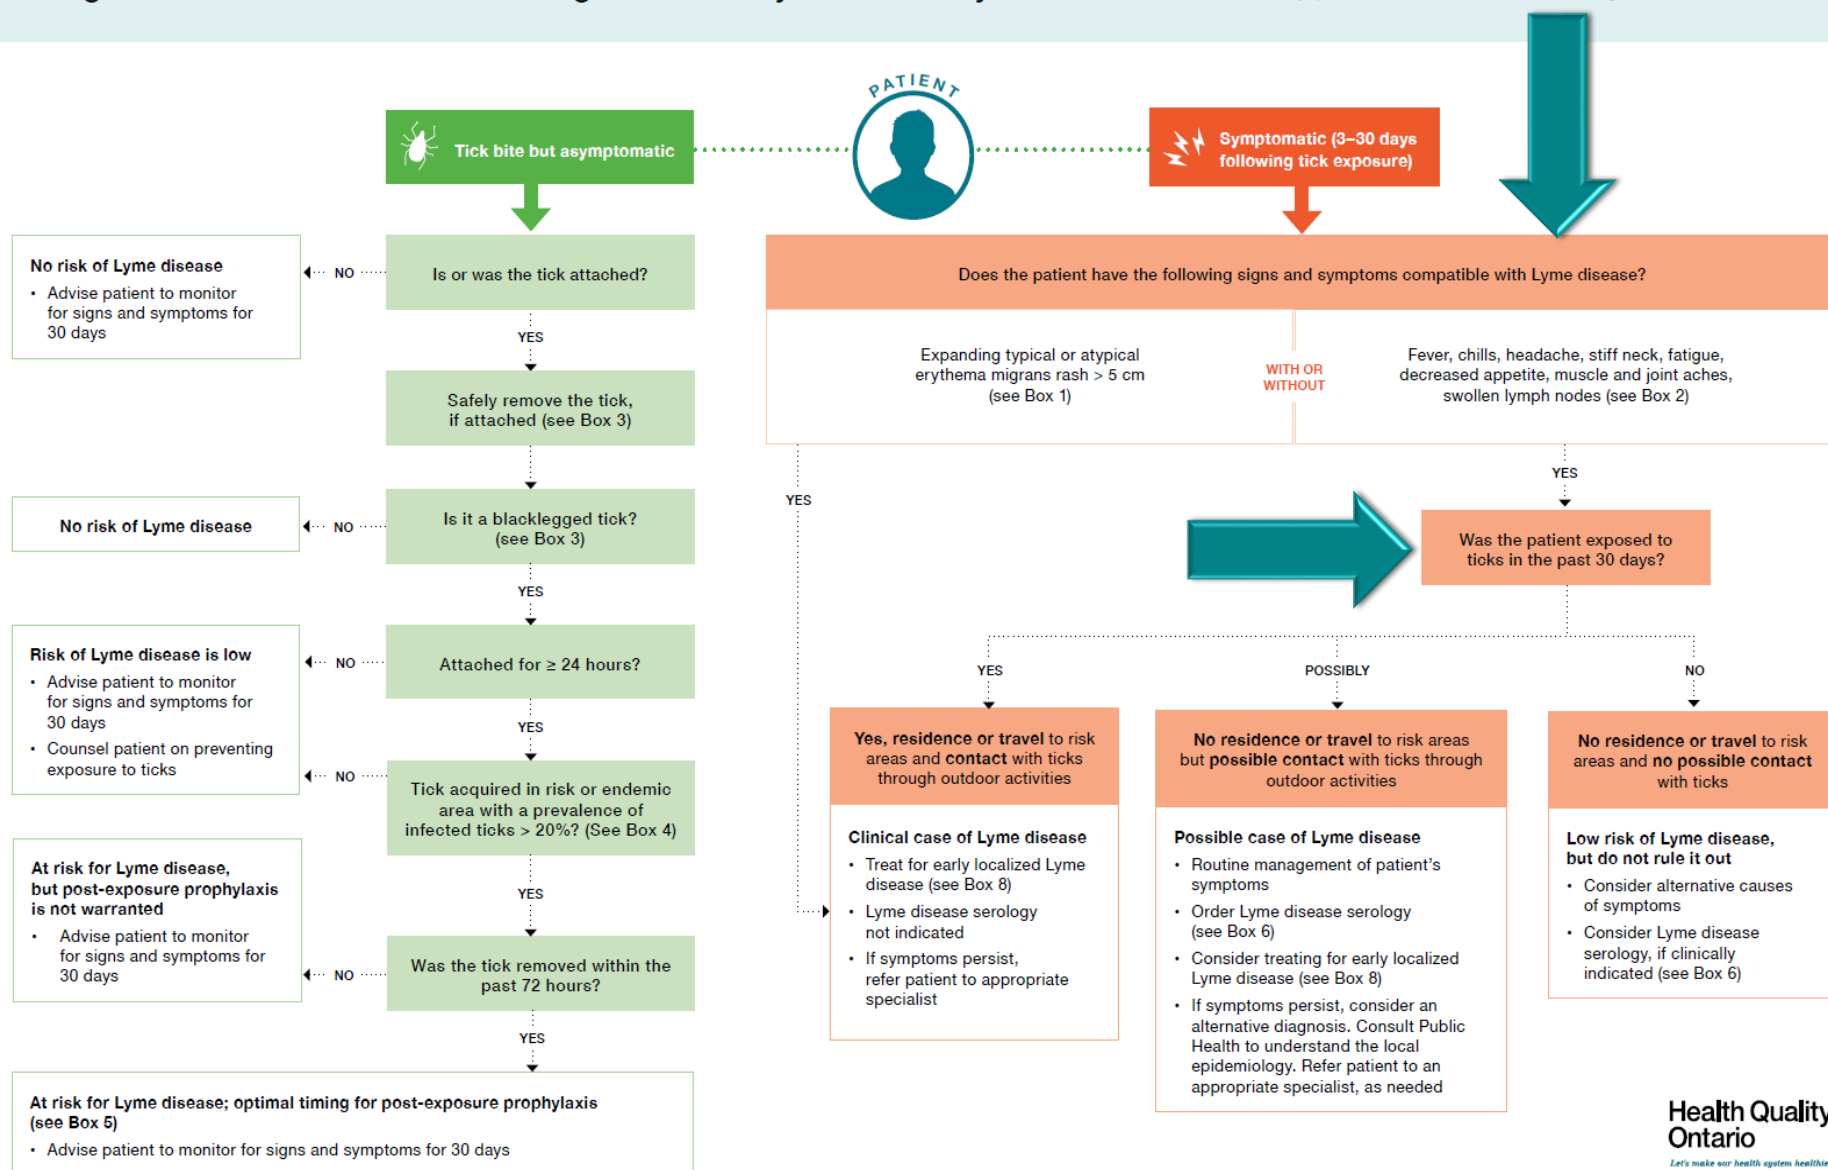 PATIENT
Tick bite but asymptomatic
Symptomatic (3–30 days
following tick exposure)
No risk of Lyme disease
• Advise patient to monitor
for signs and symptoms for
30 days
NO
Is or was the tick attached?
YES
Safely remove the tick,
if attached (see Box 3)
No risk of Lyme disease
NO
Is it a blacklegged tick?
(see Box 3)
YES
Risk of Lyme disease is low
• Advise patient to monitor
for signs and symptoms for
30 days
• Counsel patient on preventing
exposure to ticks
NO
Attached for ≥ 24 hours?
YES
NO
Tick acquired in risk or endemic
area with a prevalence of
infected ticks > 20%? (See Box 4)
YES
At risk for Lyme disease,
but post-exposure prophylaxis
is not warranted
• Advise patient to monitor
for signs and symptoms for
30 days
NO
Was the tick removed within the
past 72 hours?
YES
At risk for Lyme disease; optimal timing for post-exposure prophylaxis
(see Box 5)
• Advise patient to monitor for signs and symptoms for 30 days
Does the patient have the following signs and symptoms compatible with Lyme disease?
Expanding typical or atypical
erythema migrans rash > 5 cm
(see Box 1)
WITH OR
WITHOUT
Fever, chills, headache, stiff neck, fatigue,
decreased appetite, muscle and joint aches,
swollen lymph nodes (see Box 2)
YES
YES
Was the patient exposed to
ticks in the past 30 days?
YES
POSSIBLY
NO
Yes, residence or travel to risk
areas and contact with ticks
through outdoor activities
Clinical case of Lyme disease
• Treat for early localized Lyme
disease (see Box 8)
• Lyme disease serology
not indicated
• If symptoms persist,
refer patient to appropriate
specialist
No residence or travel to risk areas
but possible contact with ticks through
outdoor activities
Possible case of Lyme disease
• Routine management of patient's
symptoms
• Order Lyme disease serology
(see Box 6)
• Consider treating for early localized
Lyme disease (see Box 8)
• If symptoms persist, consider an
alternative diagnosis. Consult Public
Health to understand the local
epidemiology. Refer patient to an
appropriate specialist, as needed
No residence or travel to risk
areas and no possible contact
with ticks
Low risk of Lyme disease,
but do not rule it out
• Consider alternative causes
of symptoms
• Consider Lyme disease
serology, if clinically
indicated (see Box 6)
Health Quality
Ontario
Let's make our health system healthie